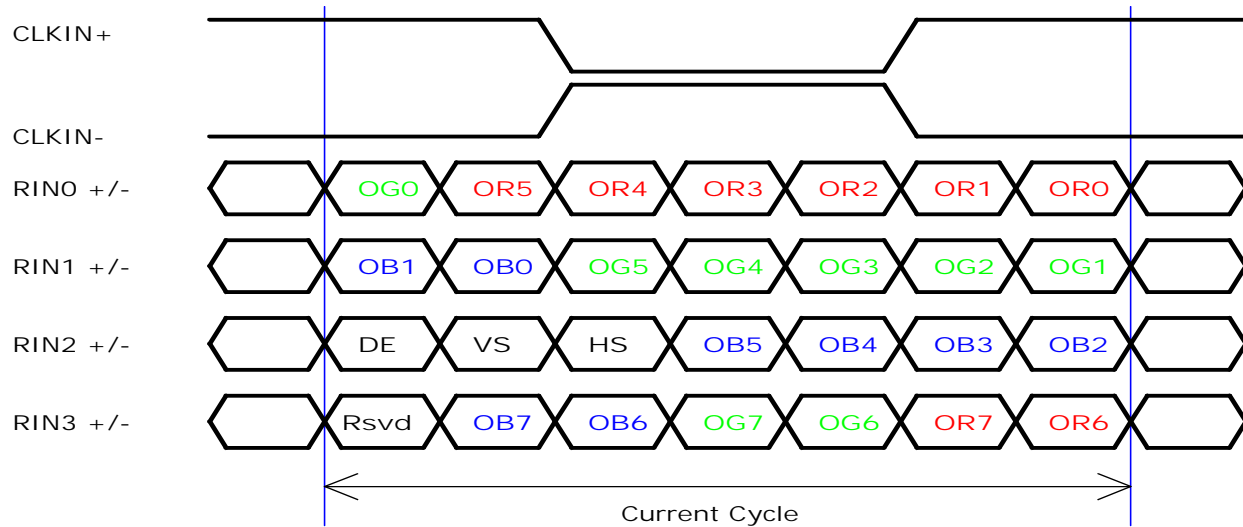 CLKIN+
CLKIN-
RIN0 +/- OG0 OR5 OR4 OR3 OR2 OR1 OR0
RIN1 +/- OB1 OB0 OG5 OG4 OG3 OG2 OG1
RIN2 +/- DE VS HS OB5 OB4 OB3 OB2
RIN3 +/- Rsvd OB7 OB6 OG7 OG6 OR7 OR6
Current Cycle